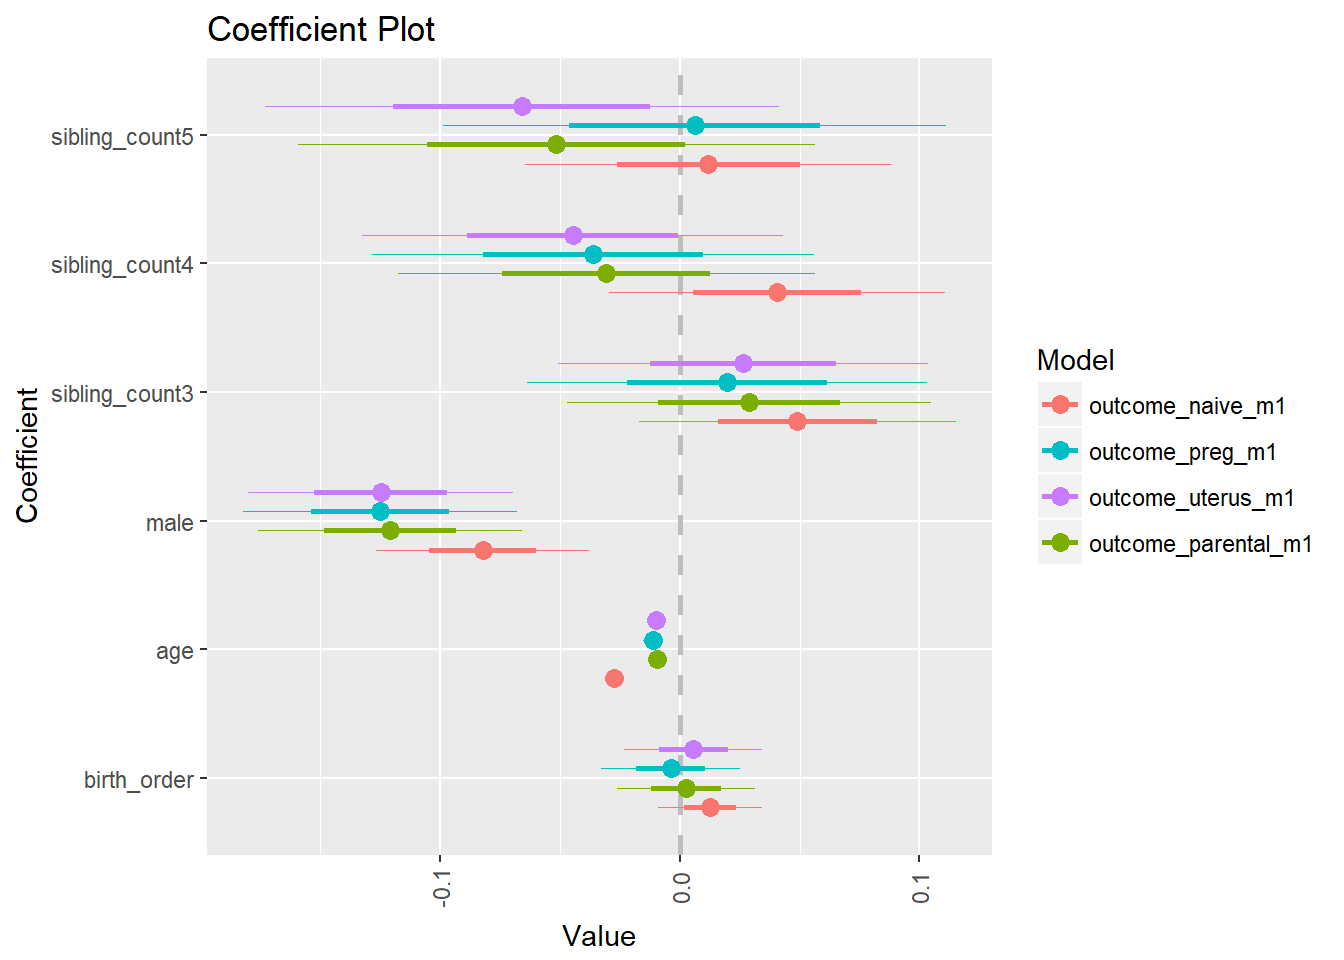 Coefficient Plot
Coefficient
sibling_count5
sibling_count4
sibling_count3
male
age
birth_order
-0.1
0.0
0.1
Value
Model
outcome_naive_m1
outcome_preg_m1
outcome_uterus_m1
outcome_parental_m1